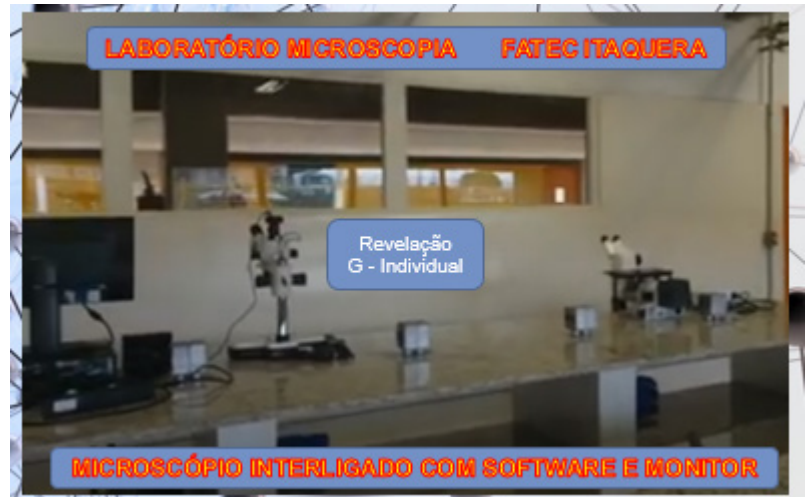 LABORATÓRIO MICROSCOPIA FATEC ITAQUERA
Revelação
G - Individual
MICROSCÓPIO INTERLIGADO COM SOFTWARE E MONITOR